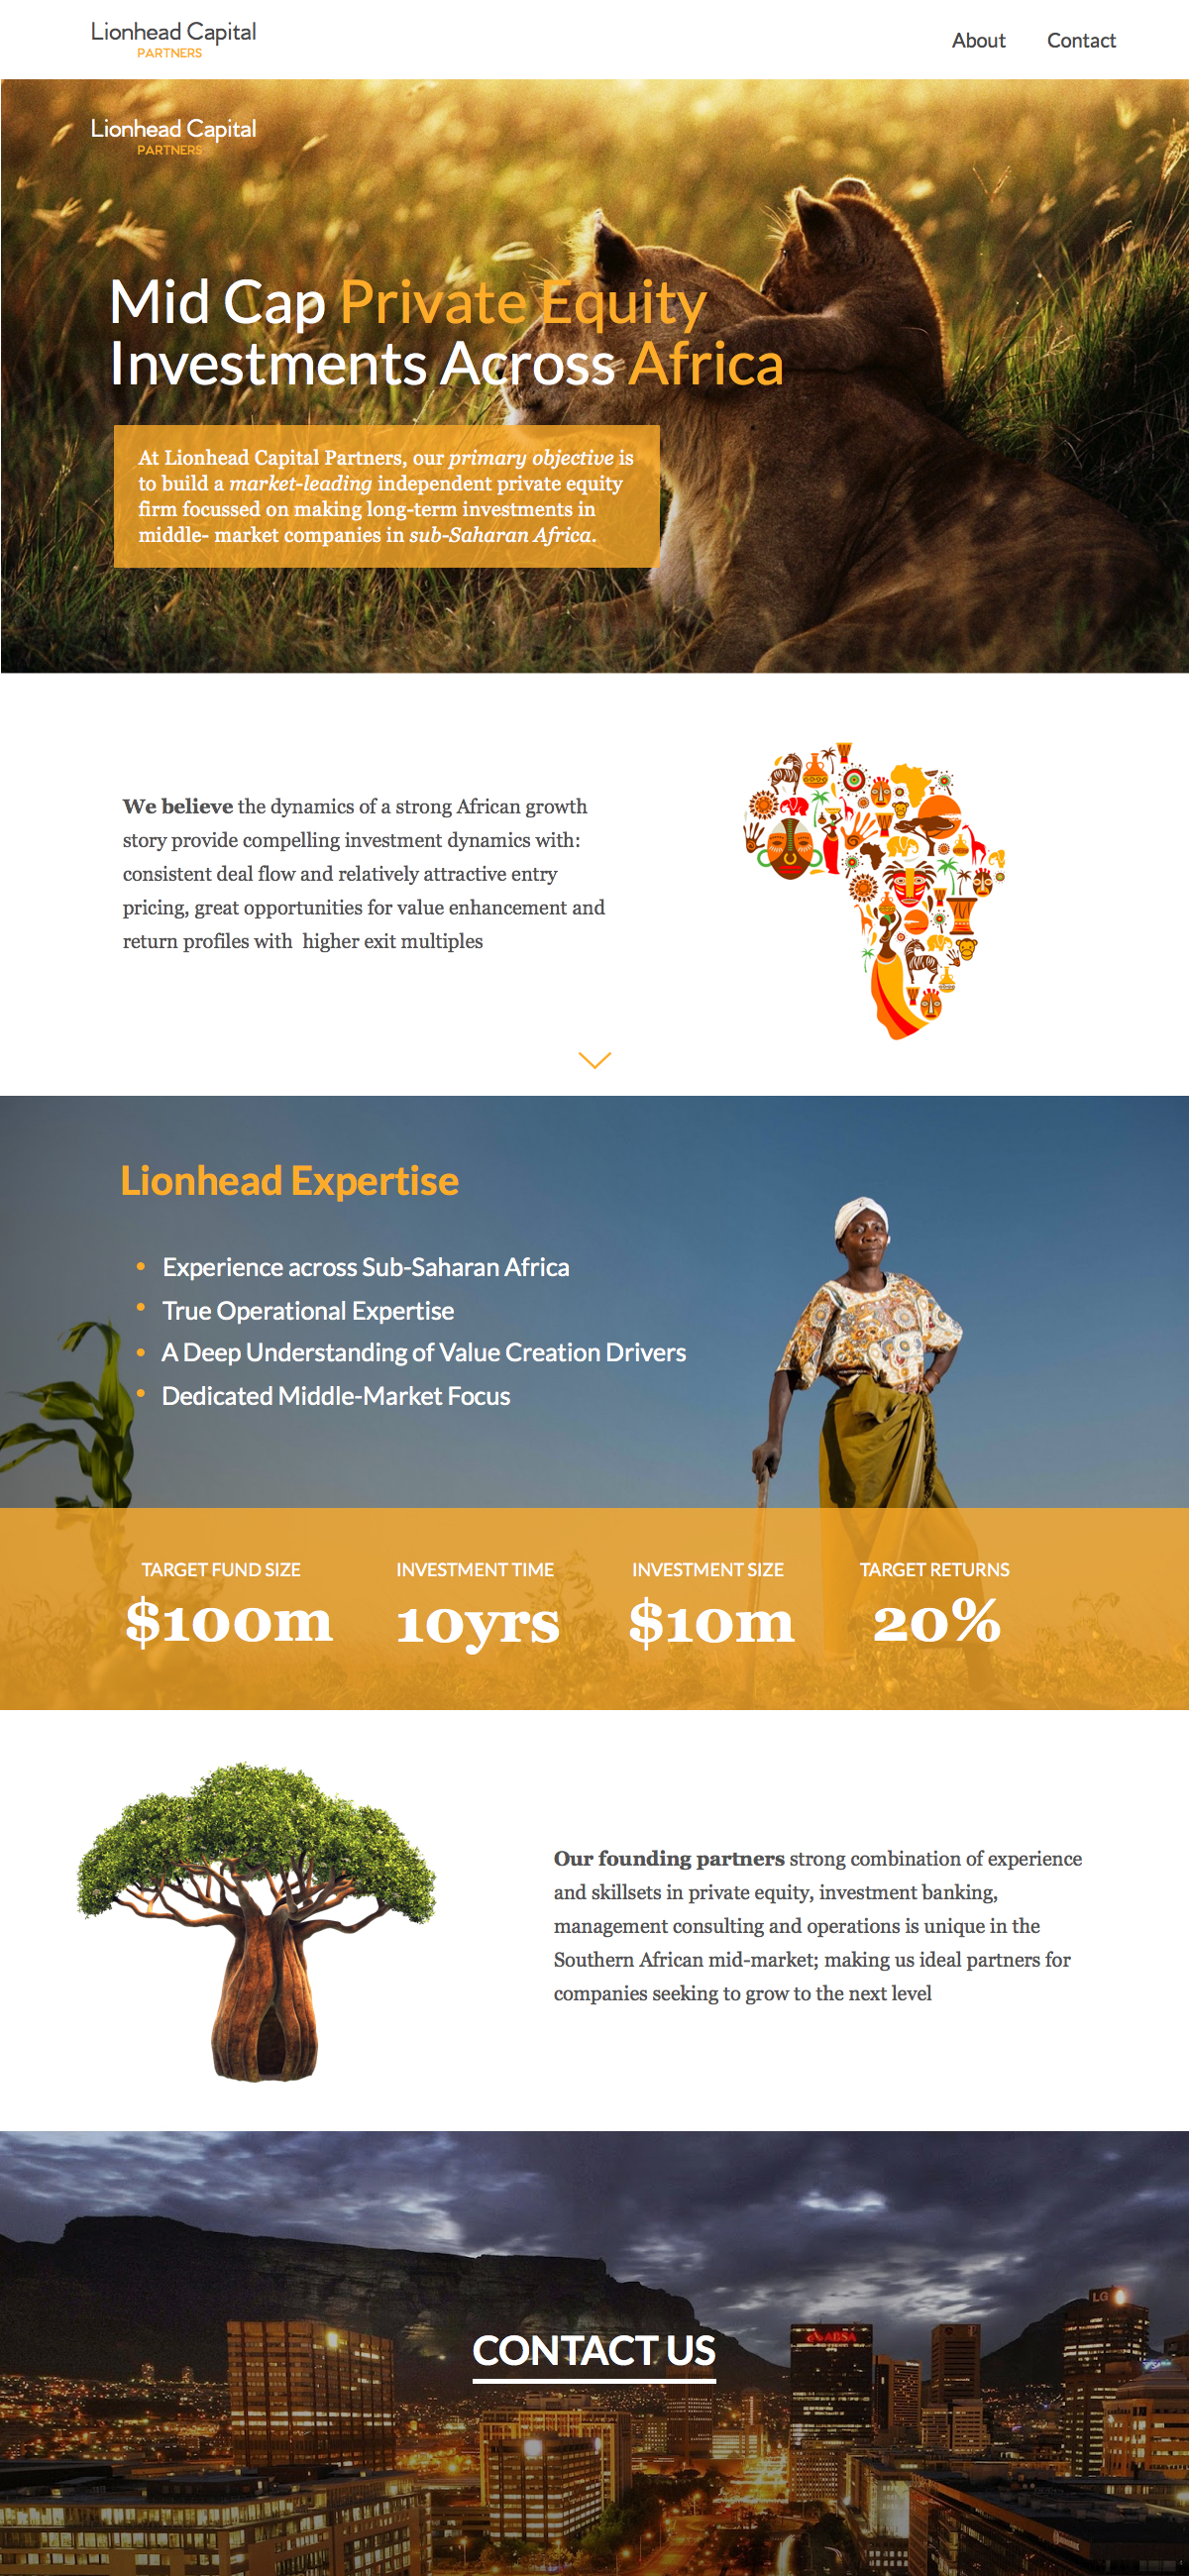 Lionhead Capital
PARTNERS
About Contact
Lionhead Capital
PARTNERS
Mid Cap Private Equity
Investments Across Africa
At Lionhead Capital Partners, our primary objective is
to build a market-leading independent private equity
firm focussed on making long-term investments in
middle- market companies in sub-Saharan Africa.
We believe the dynamics of a strong African growth
story provide compelling investment dynamics with:
consistent deal flow and relatively attractive entry
pricing, great opportunities for value enhancement and
return profiles with  higher exit multiples
Lionhead Expertise
• Experience across Sub-Saharan Africa
• True Operational Expertise
• A Deep Understanding of Value Creation Drivers
• Dedicated Middle-Market Focus
TARGET FUND SIZE INVESTMENT TIME INVESTMENT SIZE TARGET RETURNS
$100m 10yrs $10m 20%
Our founding partners strong combination of experience
and skillsets in private equity, investment banking,
management consulting and operations is unique in the
Southern African mid-market; making us ideal partners for
companies seeking to grow to the next level
LG
ABSA
CONTACT US